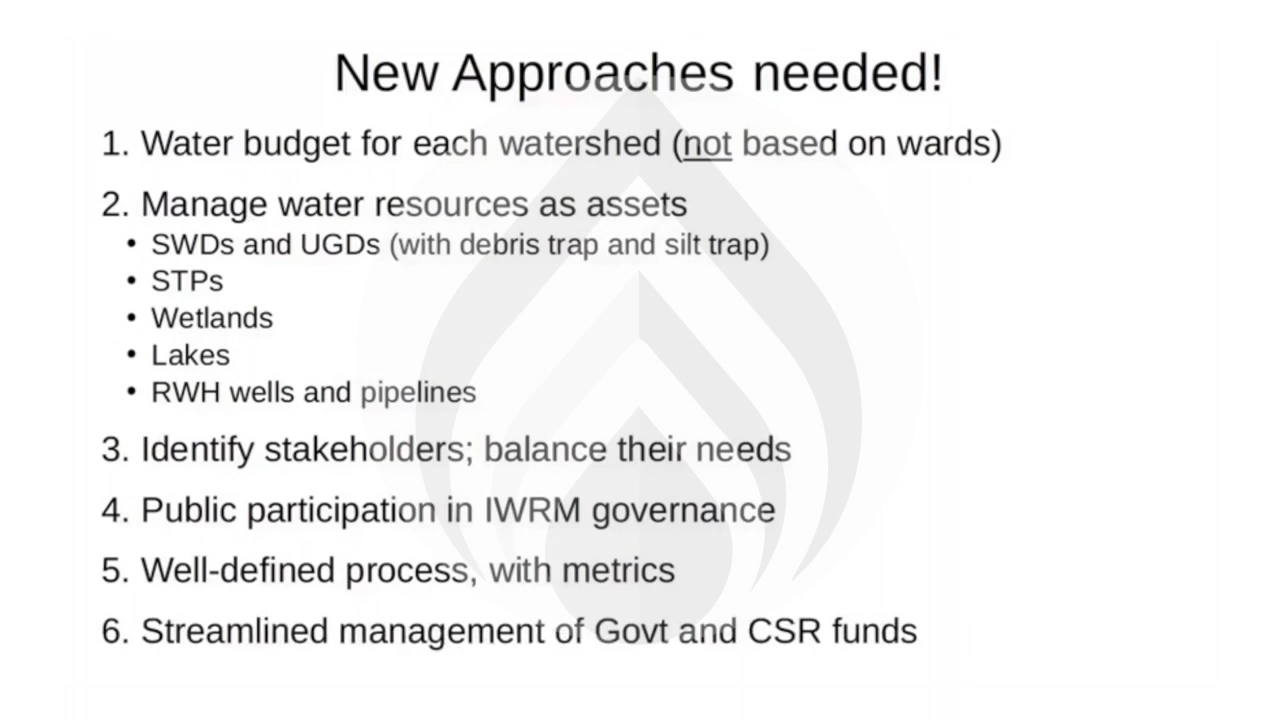 New Approaches needed!
1. Water budget for each watershed (not based on wards)
2. Manage water resources as assets
• SWDs and UGDs (with debris trap and silt trap)
• STPs
• Wetlands
• Lakes
• RWH wells and pipelines
3. Identify stakeholders; balance their needs
4. Public participation in IWRM governance
5. Well-defined process, with metrics
6. Streamlined management of Govt and CSR funds